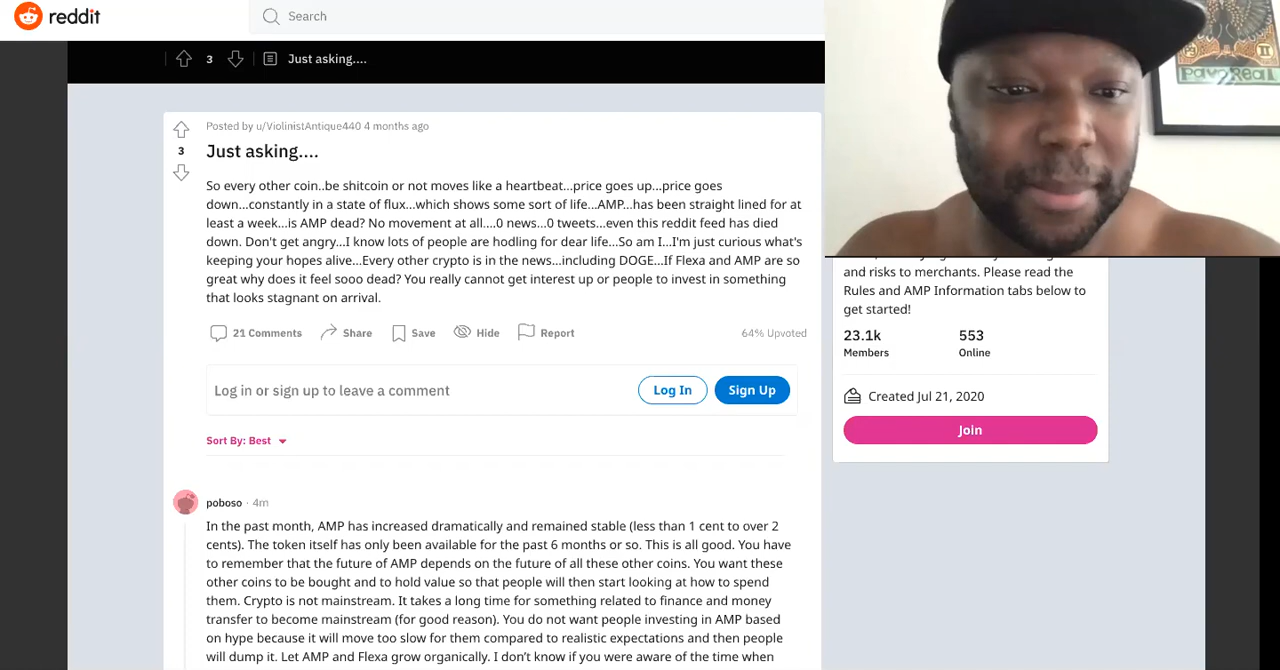 reddit
Search
3
Just asking....
Posted by u/ViolinistAntique440 4 months ago
3
Just asking....
So every other coin..be shitcoin or not moves like a heartbeat...price goes up...price goes
down...constantly in a state of flux...which shows some sort of life...AMP...has been straight lined for at
least a week...is AMP dead? No movement at all....0 news...0 tweets...even this reddit feed has died
down. Don't get angry...I know lots of people are hodling for dear life...So am I...I'm just curious what's
keeping your hopes alive...Every other crypto is in the news...including DOGE...If Flexa and AMP are so
great why does it feel sooo dead? You really cannot get interest up or people to invest in something
that looks stagnant on arrival.
21 Comments Share Save Hide Report 64% Upvoted
Log in or sign up to leave a comment Log In Sign Up
Sort By: Best
poboso · 4m
In the past month, AMP has increased dramatically and remained stable (less than 1 cent to over 2
cents). The token itself has only been available for the past 6 months or so. This is all good. You have
to remember that the future of AMP depends on the future of all these other coins. You want these
other coins to be bought and to hold value so that people will then start looking at how to spend
them. Crypto is not mainstream. It takes a long time for something related to finance and money
transfer to become mainstream (for good reason). You do not want people investing in AMP based
on hype because it will move too slow for them compared to realistic expectations and then people
will dump it. Let AMP and Flexa grow organically. I don't know if you were aware of the time when
and risks to merchants. Please read the
Rules and AMP Information tabs below to
get started!
23.1k 553
Members Online
Created Jul 21, 2020
Join
II
Pavo Real